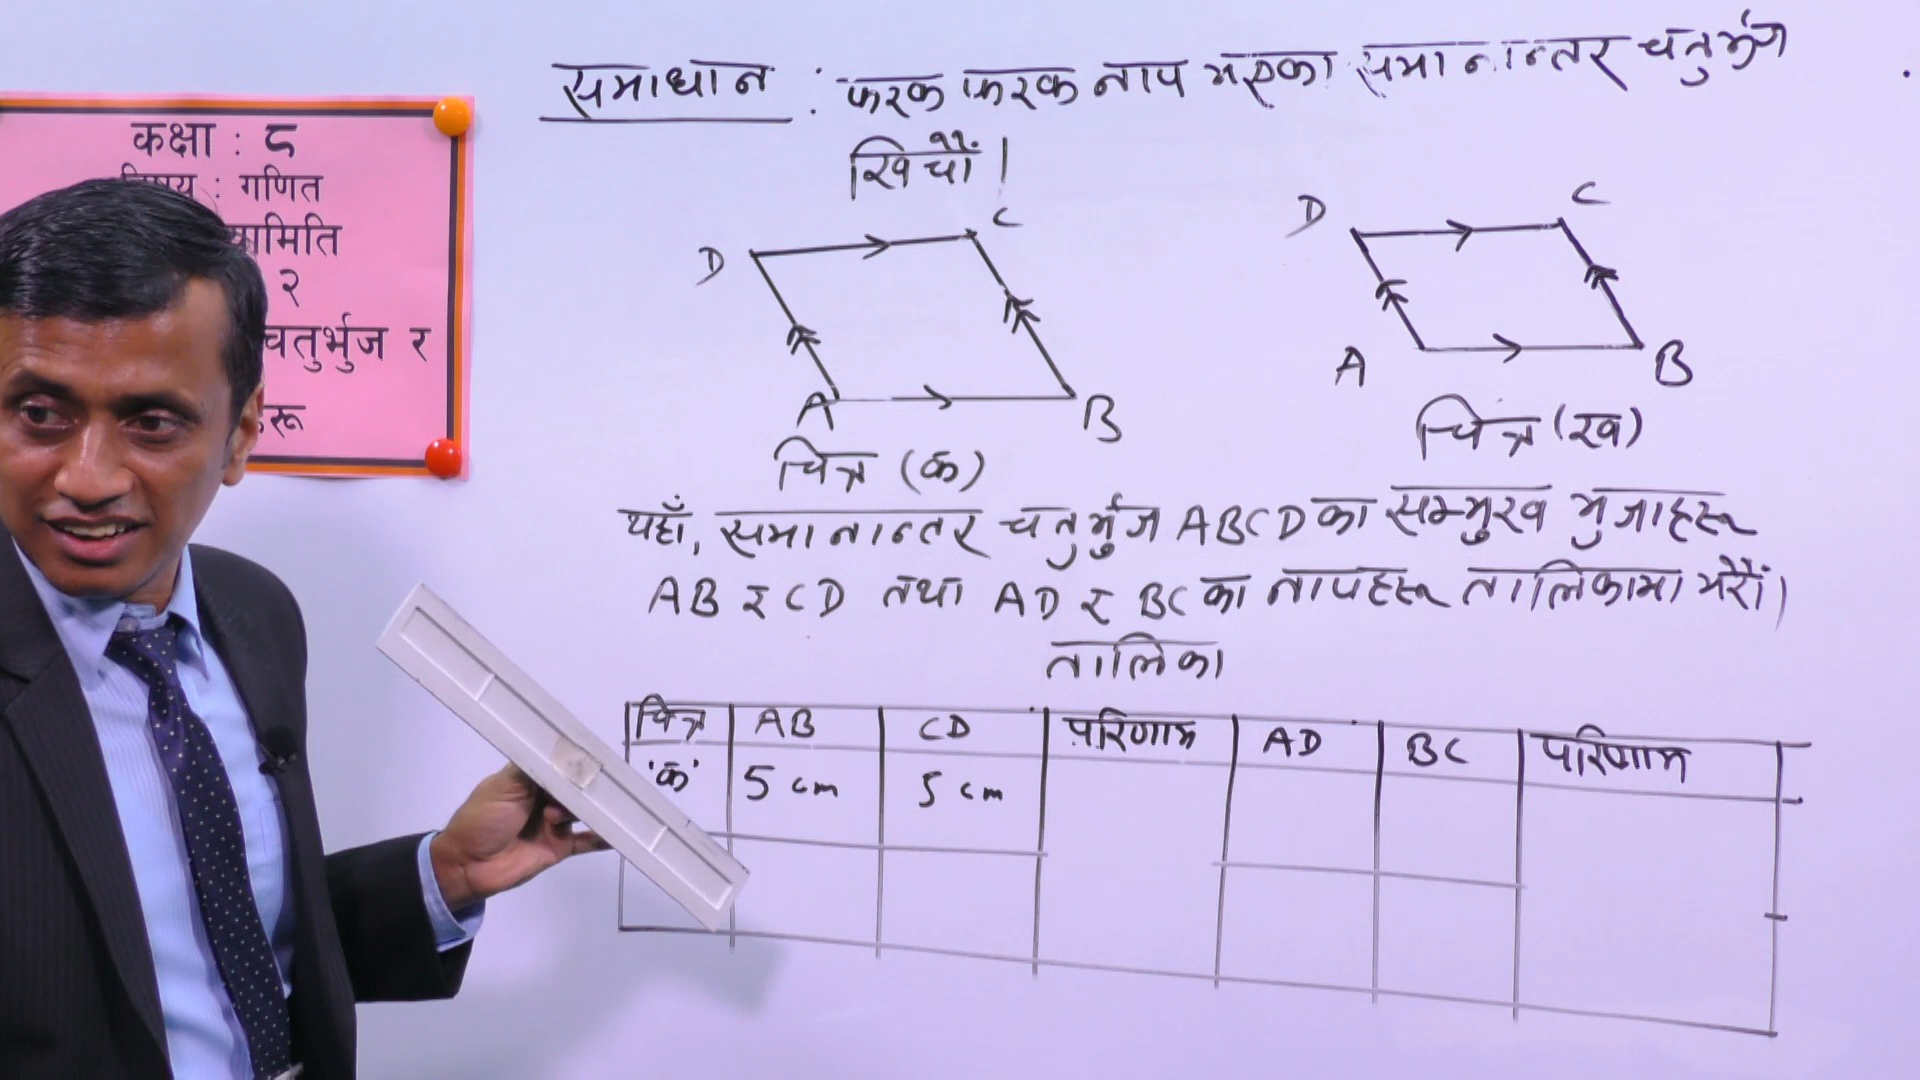 कक्षा : ८
: गणित
२
चतुर्भुज र
समाधान : फरक फरक नाप भएका समानान्तर चतुर्भुज
खिचौं ।
D C
A B
चित्र (क)
D C
A B
चित्र (ख)
यहाँ, समानान्तर चतुर्भुज ABCD का सम्मुख भुजाहरू
AB र CD तथा AD र BC का नापहरू तालिकामा भरौं।
तालिका
चित्र AB CD परिणाम AD BC परिणाम
'क' 5 cm 5 cm